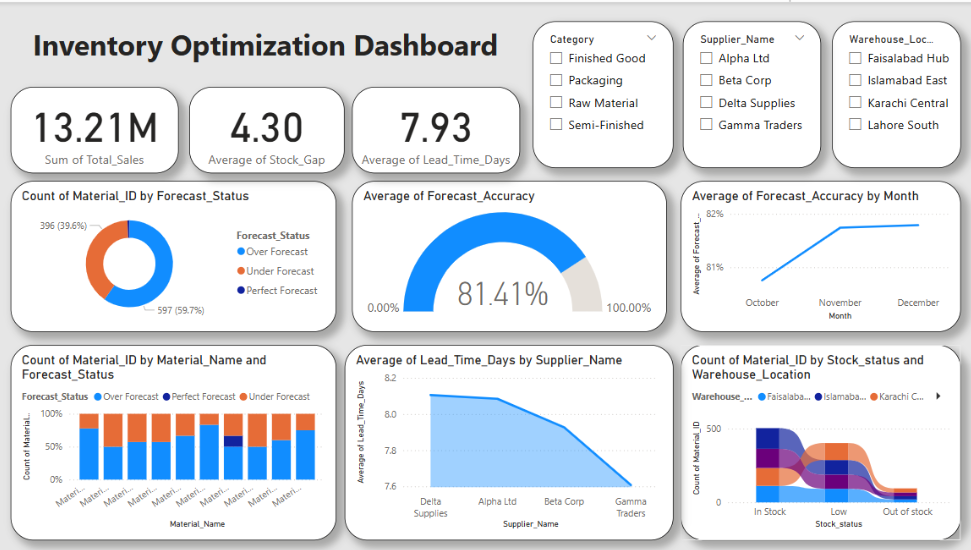 Inventory Optimization Dashboard
Category
Finished Good
Packaging
Raw Material
Semi-Finished
Supplier_Name
Alpha Ltd
Beta Corp
Delta Supplies
Gamma Traders
Warehouse_Loc...
Faisalabad Hub
Islamabad East
Karachi Central
Lahore South
13.21M
Sum of Total_Sales
4.30
Average of Stock_Gap
7.93
Average of Lead_Time_Days
Count of Material_ID by Forecast_Status
396 (39.6%)
597 (59.7%)
Forecast_Status
Over Forecast
Under Forecast
Perfect Forecast
Average of Forecast_Accuracy
81.41%
0.00%
100.00%
Average of Forecast_Accuracy by Month
Average of Forecast_...
82%
81%
October November December
Month
Count of Material_ID by Material_Name and
Forecast_Status
Forecast_Status Over Forecast Perfect Forecast Under Forecast
Count of Material...
100%
50%
0%
Materi... Materi... Materi... Materi... Materi... Materi... Materi... Materi... Materi... Materi...
Material_Name
Average of Lead_Time_Days by Supplier_Name
Average of Lead_Time_Days
8.2
8.0
7.8
7.6
Delta Alpha Ltd Beta Corp Gamma
Supplies Traders
Supplier_Name
Count of Material_ID by Stock_status and
Warehouse_Location
Warehouse_... Faisalaba... Islamaba... Karachi C...
Count of Material_ID
500
0
In Stock Low Out of stock
Stock_status